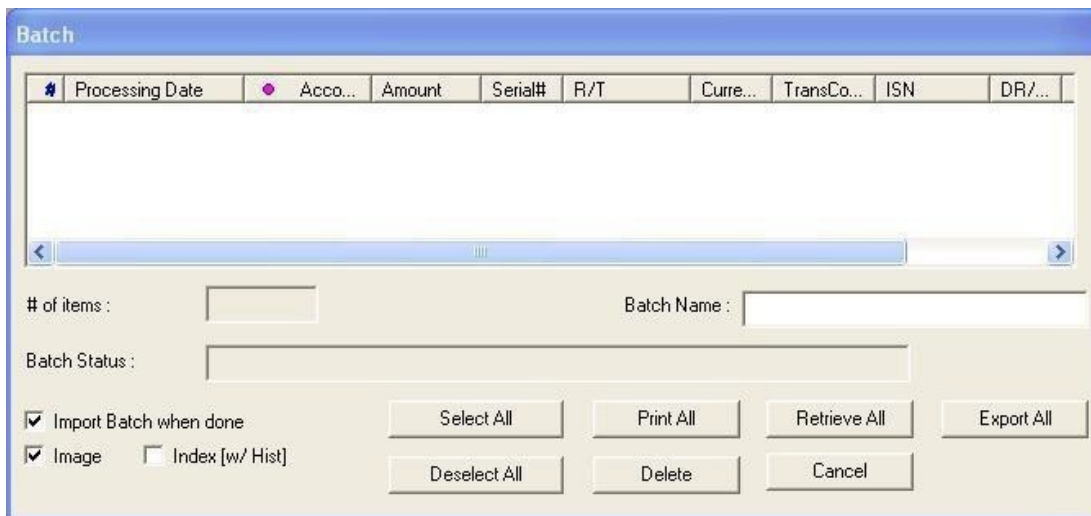 Batch
# Processing Date Acco... Amount Serial# R/T Curre... TransCo... ISN DR/...
# of items : Batch Name :
Batch Status :
Import Batch when done Select All Print All Retrieve All Export All
Image Index [w/ Hist] Deselect All Delete Cancel